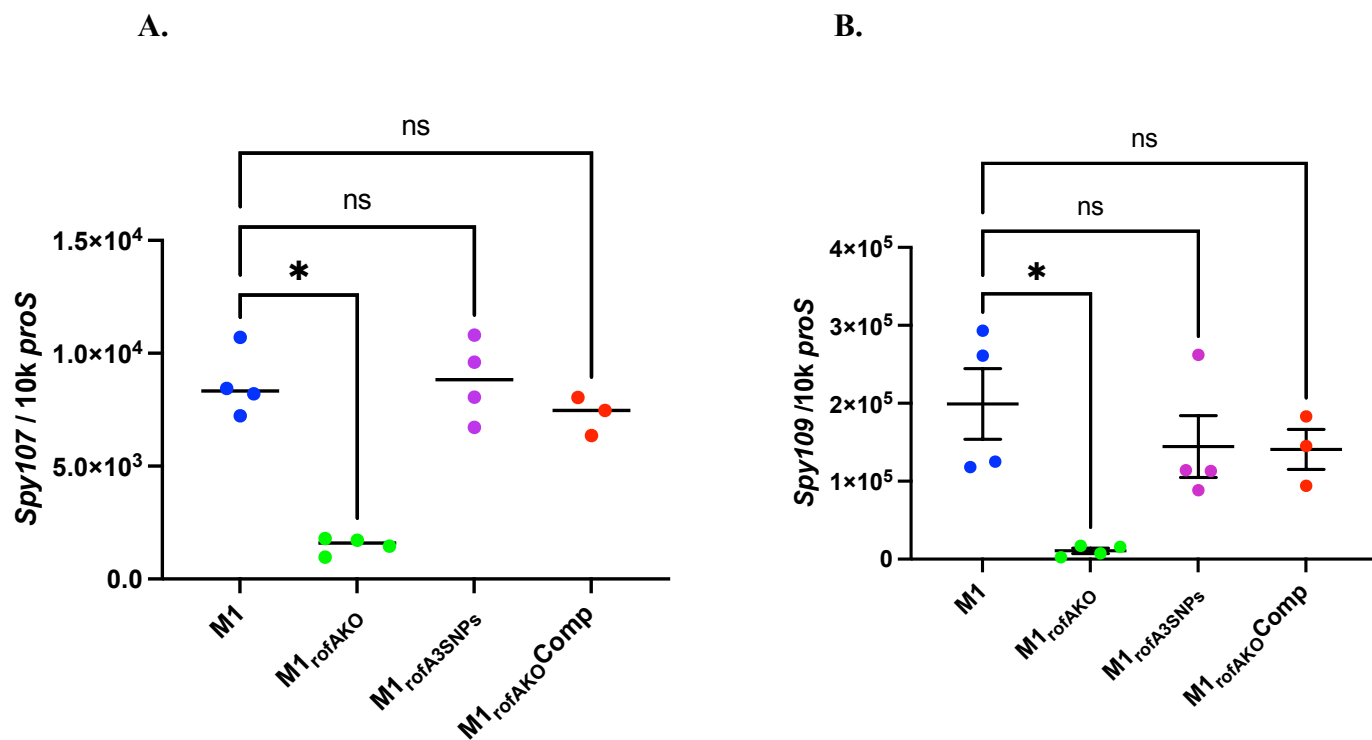 A.
ns
ns
*
1.5×10⁴
1.0×10⁴
5.0×10³
0.0
Spy107 / 10k proS
M1
M1rofAKO
M1rofA3SNPs
M1rofAKOComp
B.
ns
ns
*
4×10⁵
3×10⁵
2×10⁵
1×10⁵
0
Spy109 /10k proS
M1
M1rofAKO
M1rofA3SNPs
M1rofAKOComp